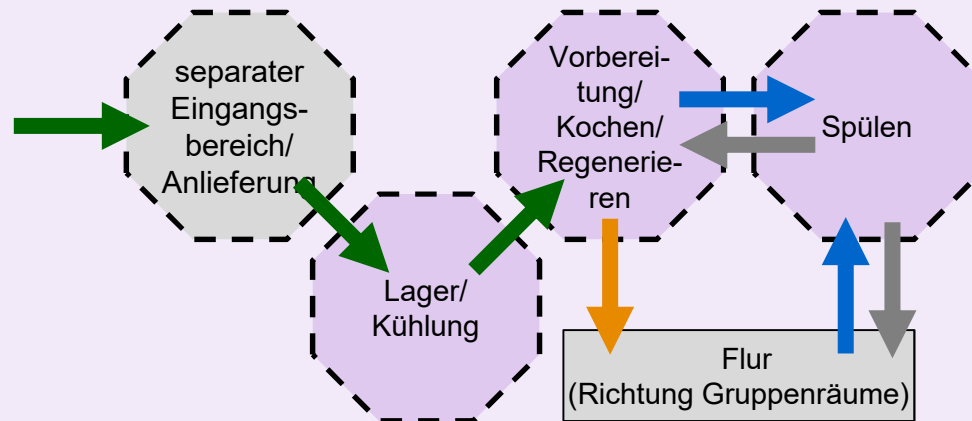 separater
Eingangs-
bereich/
Anlieferung
Lager/
Kühlung
Vorberei-
tung/
Kochen/
Regenerie-
ren
Spülen
Flur
(Richtung Gruppenräume)